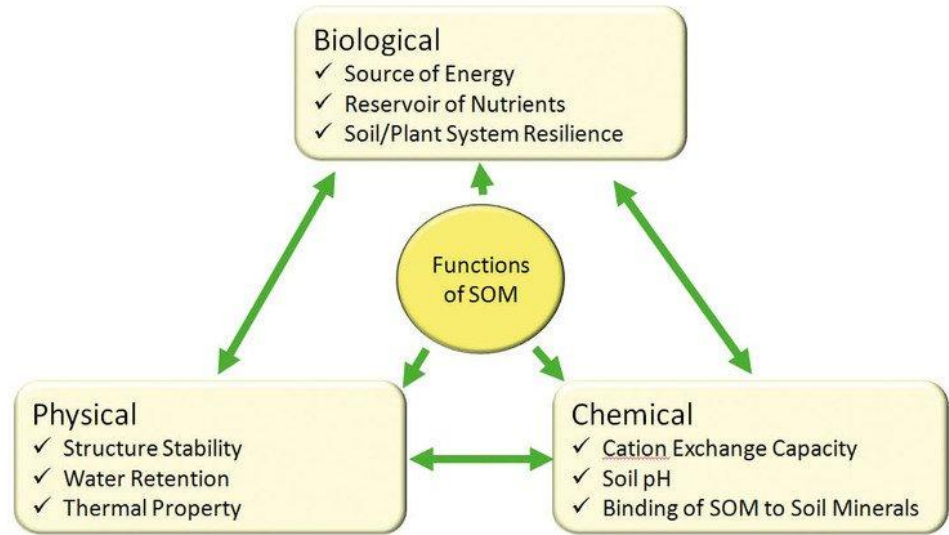 Biological
✓ Source of Energy
✓ Reservoir of Nutrients
✓ Soil/Plant System Resilience
Functions
of SOM
Physical
✓ Structure Stability
✓ Water Retention
✓ Thermal Property
Chemical
✓ Cation Exchange Capacity
✓ Soil pH
✓ Binding of SOM to Soil Minerals